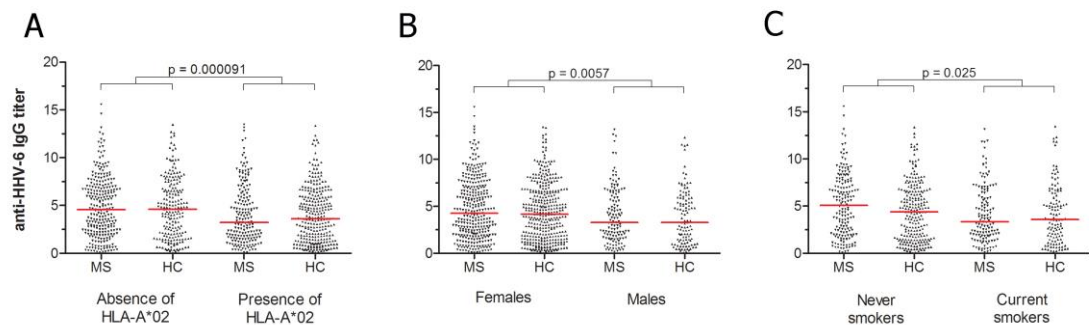 A
anti-HHV-6 IgG titer
20
15
10
5
0
p = 0.000091
MS HC MS HC
Absence of
HLA-A*02
Presence of
HLA-A*02
B
20
15
10
5
0
p = 0.0057
MS HC MS HC
Females Males
C
20
15
10
5
0
p = 0.025
MS HC MS HC
Never
smokers
Current
smokers